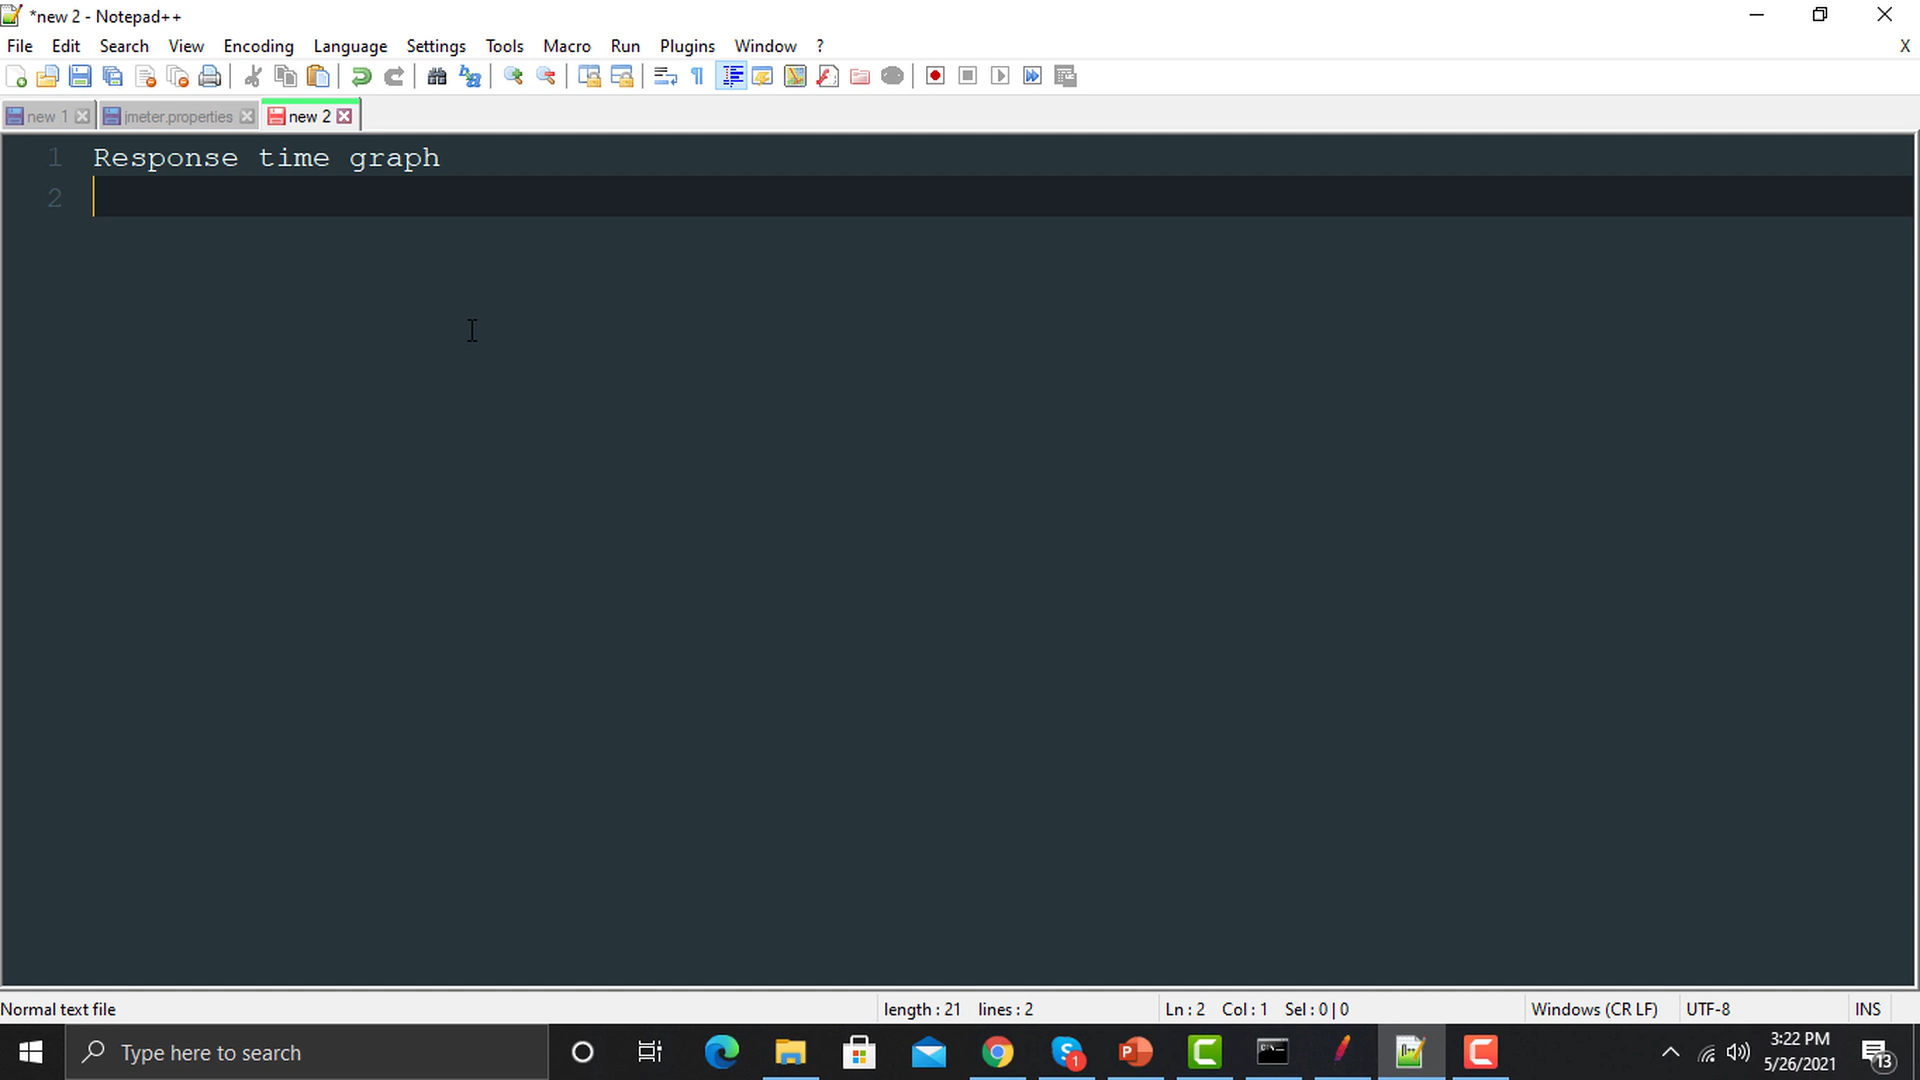 *new 2 - Notepad++
File Edit Search View Encoding Language Settings Tools Macro Run Plugins Window ? X
new 1 jmeter.properties new 2
1 Response time graph
2
Normal text file length : 21 lines : 2 Ln : 2 Col : 1 Sel : 0 | 0 Windows (CR LF) UTF-8 INS
Type here to search 1 3:22 PM
5/26/2021 13